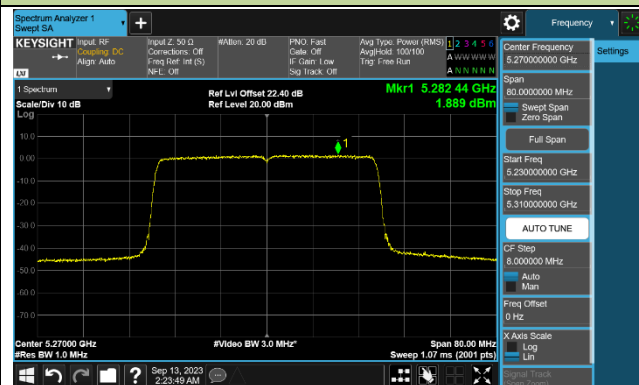 Spectrum Analyzer 1
Swept SA
Frequency
KEYSIGHT
Input: RF
Coupling: DC
Align: Auto
Input Z: 50 Ω
Corrections: Off
Freq Ref: Int (S)
NFE: Off
#Atten: 20 dB
PNO: Fast
Gate: Off
IF Gain: Low
Sig Track: Off
Avg Type: Power (RMS)
Avg|Hold: 100/100
Trig: Free Run
1 2 3 4 5 6
A W W W W W
A N N N N N
LXI
1 Spectrum
Scale/Div 10 dB
Log
Ref Lvl Offset 22.40 dB
Ref Level 20.00 dBm
Mkr1 5.282 44 GHz
1.889 dBm
10.0
0.00
-10.0
-20.0
-30.0
-40.0
-50.0
-60.0
-70.0
1
Center 5.27000 GHz
#Res BW 1.0 MHz
#Video BW 3.0 MHz*
Span 80.00 MHz
Sweep 1.07 ms (2001 pts)
Center Frequency
5.270000000 GHz
Settings
Span
80.0000000 MHz
Swept Span
Zero Span
Full Span
Start Freq
5.230000000 GHz
Stop Freq
5.310000000 GHz
AUTO TUNE
CF Step
8.000000 MHz
Auto
Man
Freq Offset
0 Hz
X Axis Scale
Log
Lin
Signal Track
(Span Zoom)
Sep 13, 2023
2:23:49 AM